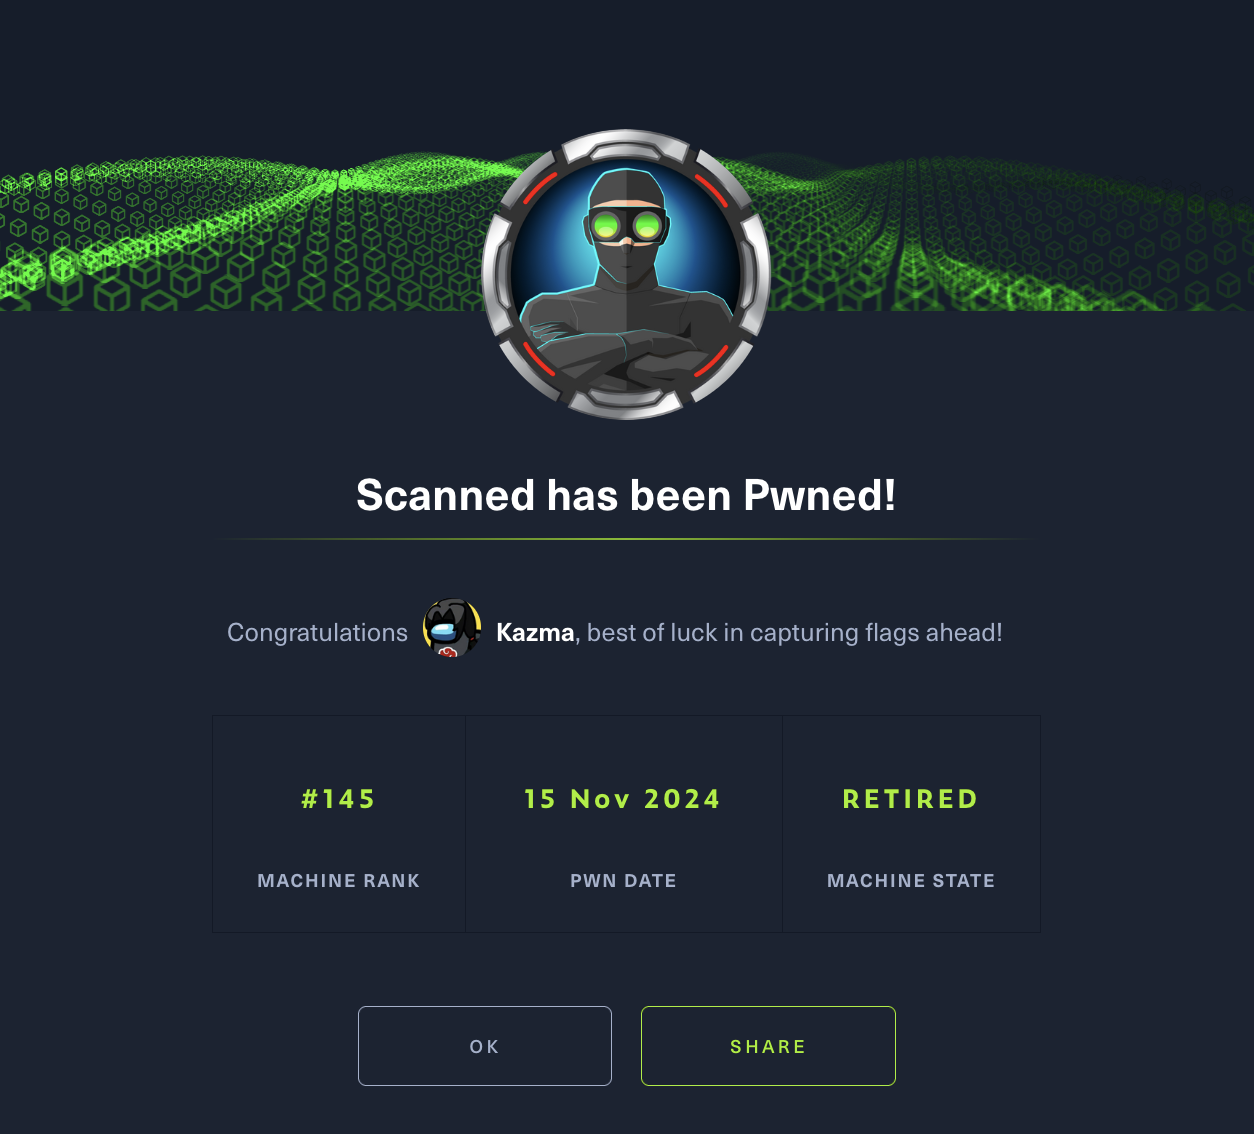 Scanned has been Pwned!
Congratulations Kazma, best of luck in capturing flags ahead!
#145 15 Nov 2024 RETIRED
MACHINE RANK PWN DATE MACHINE STATE
OK SHARE